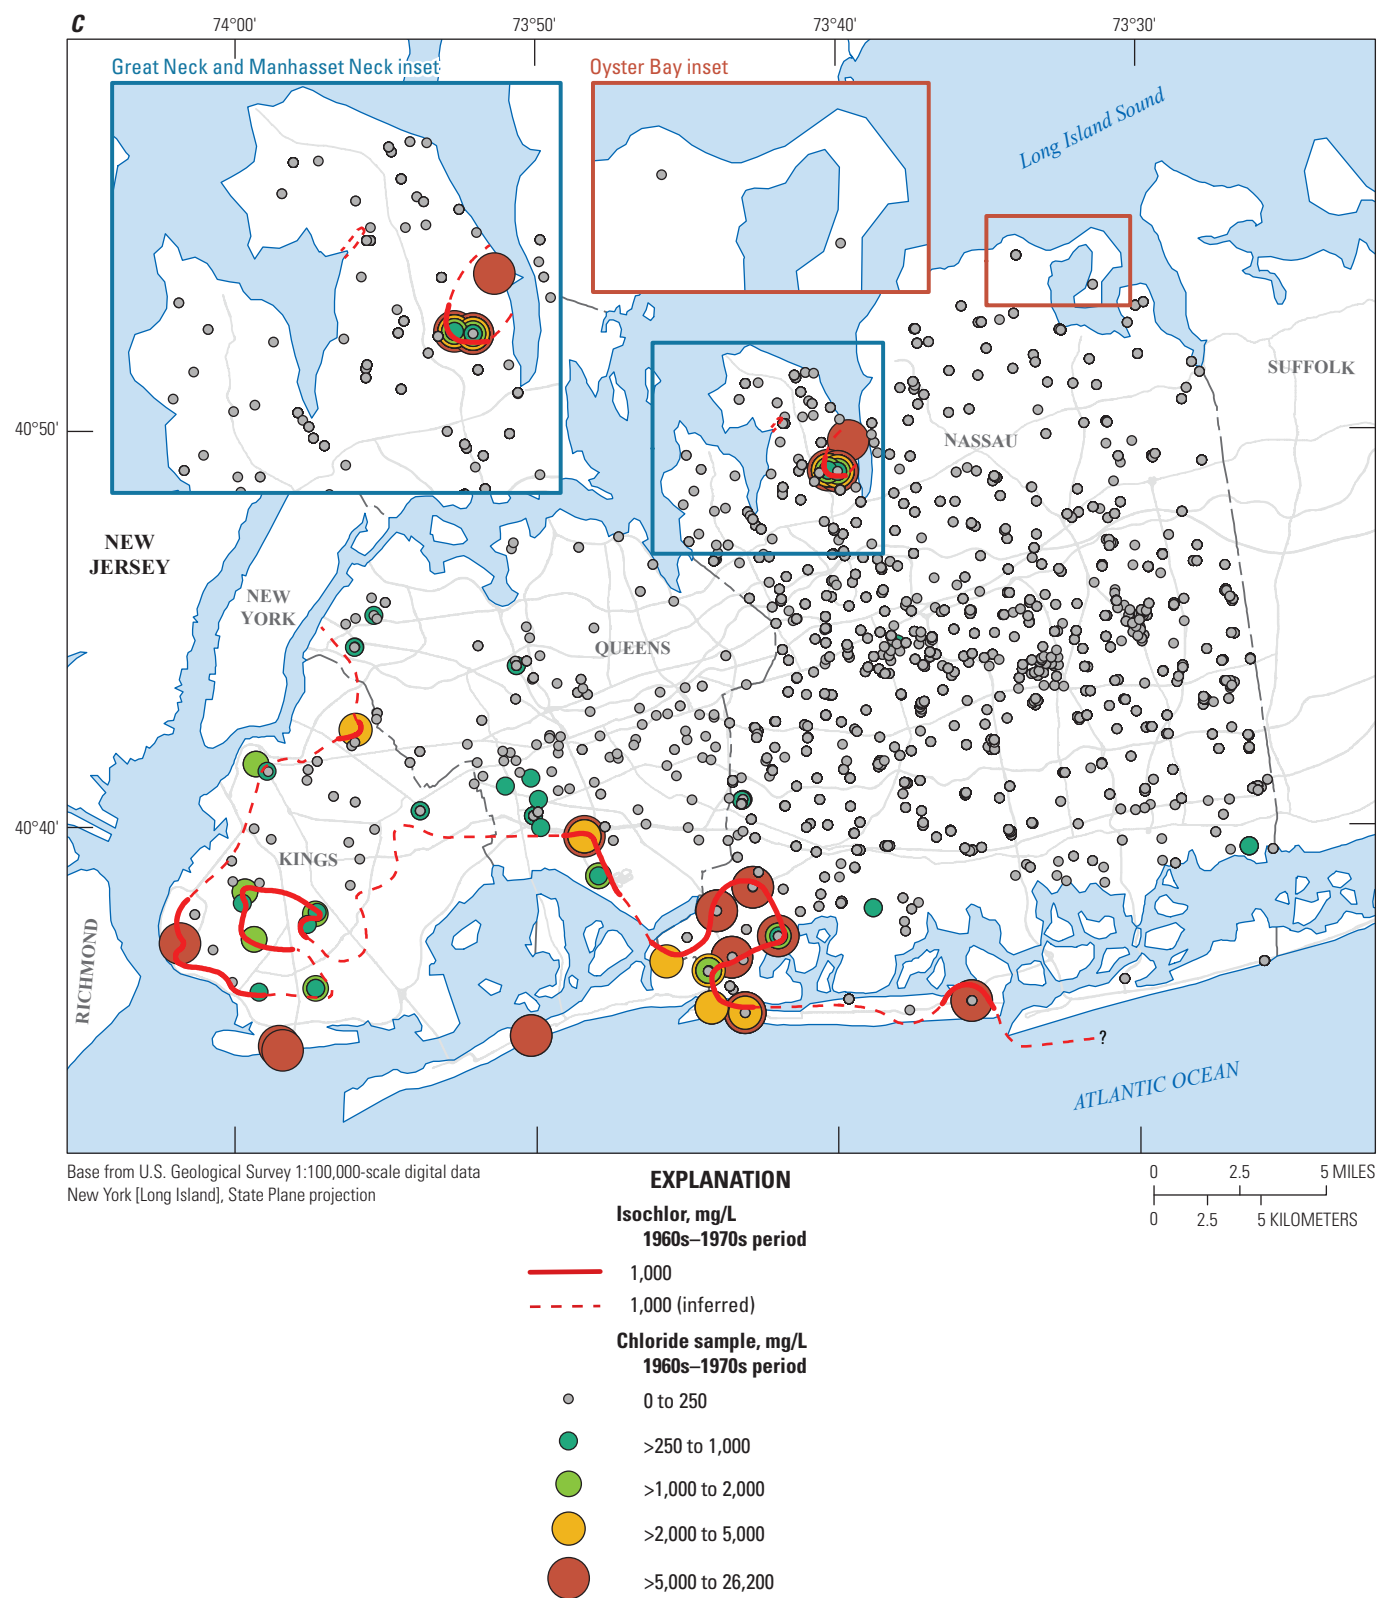 C
74°00'
73°50'
73°40'
73°30'
Great Neck and Manhasset Neck inset
Oyster Bay inset
Long Island Sound
SUFFOLK
40°50'
NASSAU
NEW
JERSEY
NEW
YORK
QUEENS
40°40'
KINGS
RICHMOND
?
ATLANTIC OCEAN
Base from U.S. Geological Survey 1:100,000-scale digital data
New York [Long Island], State Plane projection
0 2.5 5 MILES
0 2.5 5 KILOMETERS
EXPLANATION
Isochlor, mg/L
1960s–1970s period
1,000
1,000 (inferred)
Chloride sample, mg/L
1960s–1970s period
0 to 250
>250 to 1,000
>1,000 to 2,000
>2,000 to 5,000
>5,000 to 26,200